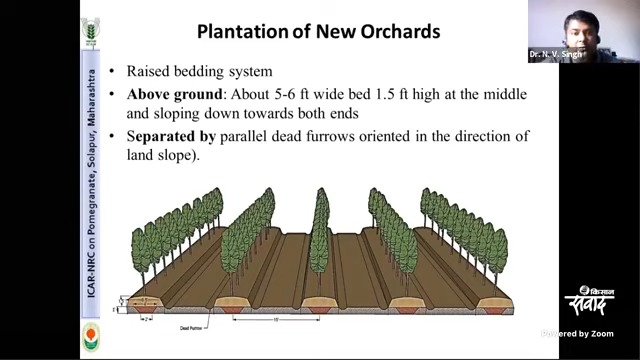 Plantation of New Orchards
Dr. N. V. Singh
• Raised bedding system
• Above ground: About 5-6 ft wide bed 1.5 ft high at the middle
and sloping down towards both ends
• Separated by parallel dead furrows oriented in the direction of
land slope).
ICAR-NRC on Pomegranate, Solapur, Maharashtra
Dead Furrow
15'
2'
किसान
संवाद
Powered by Zoom